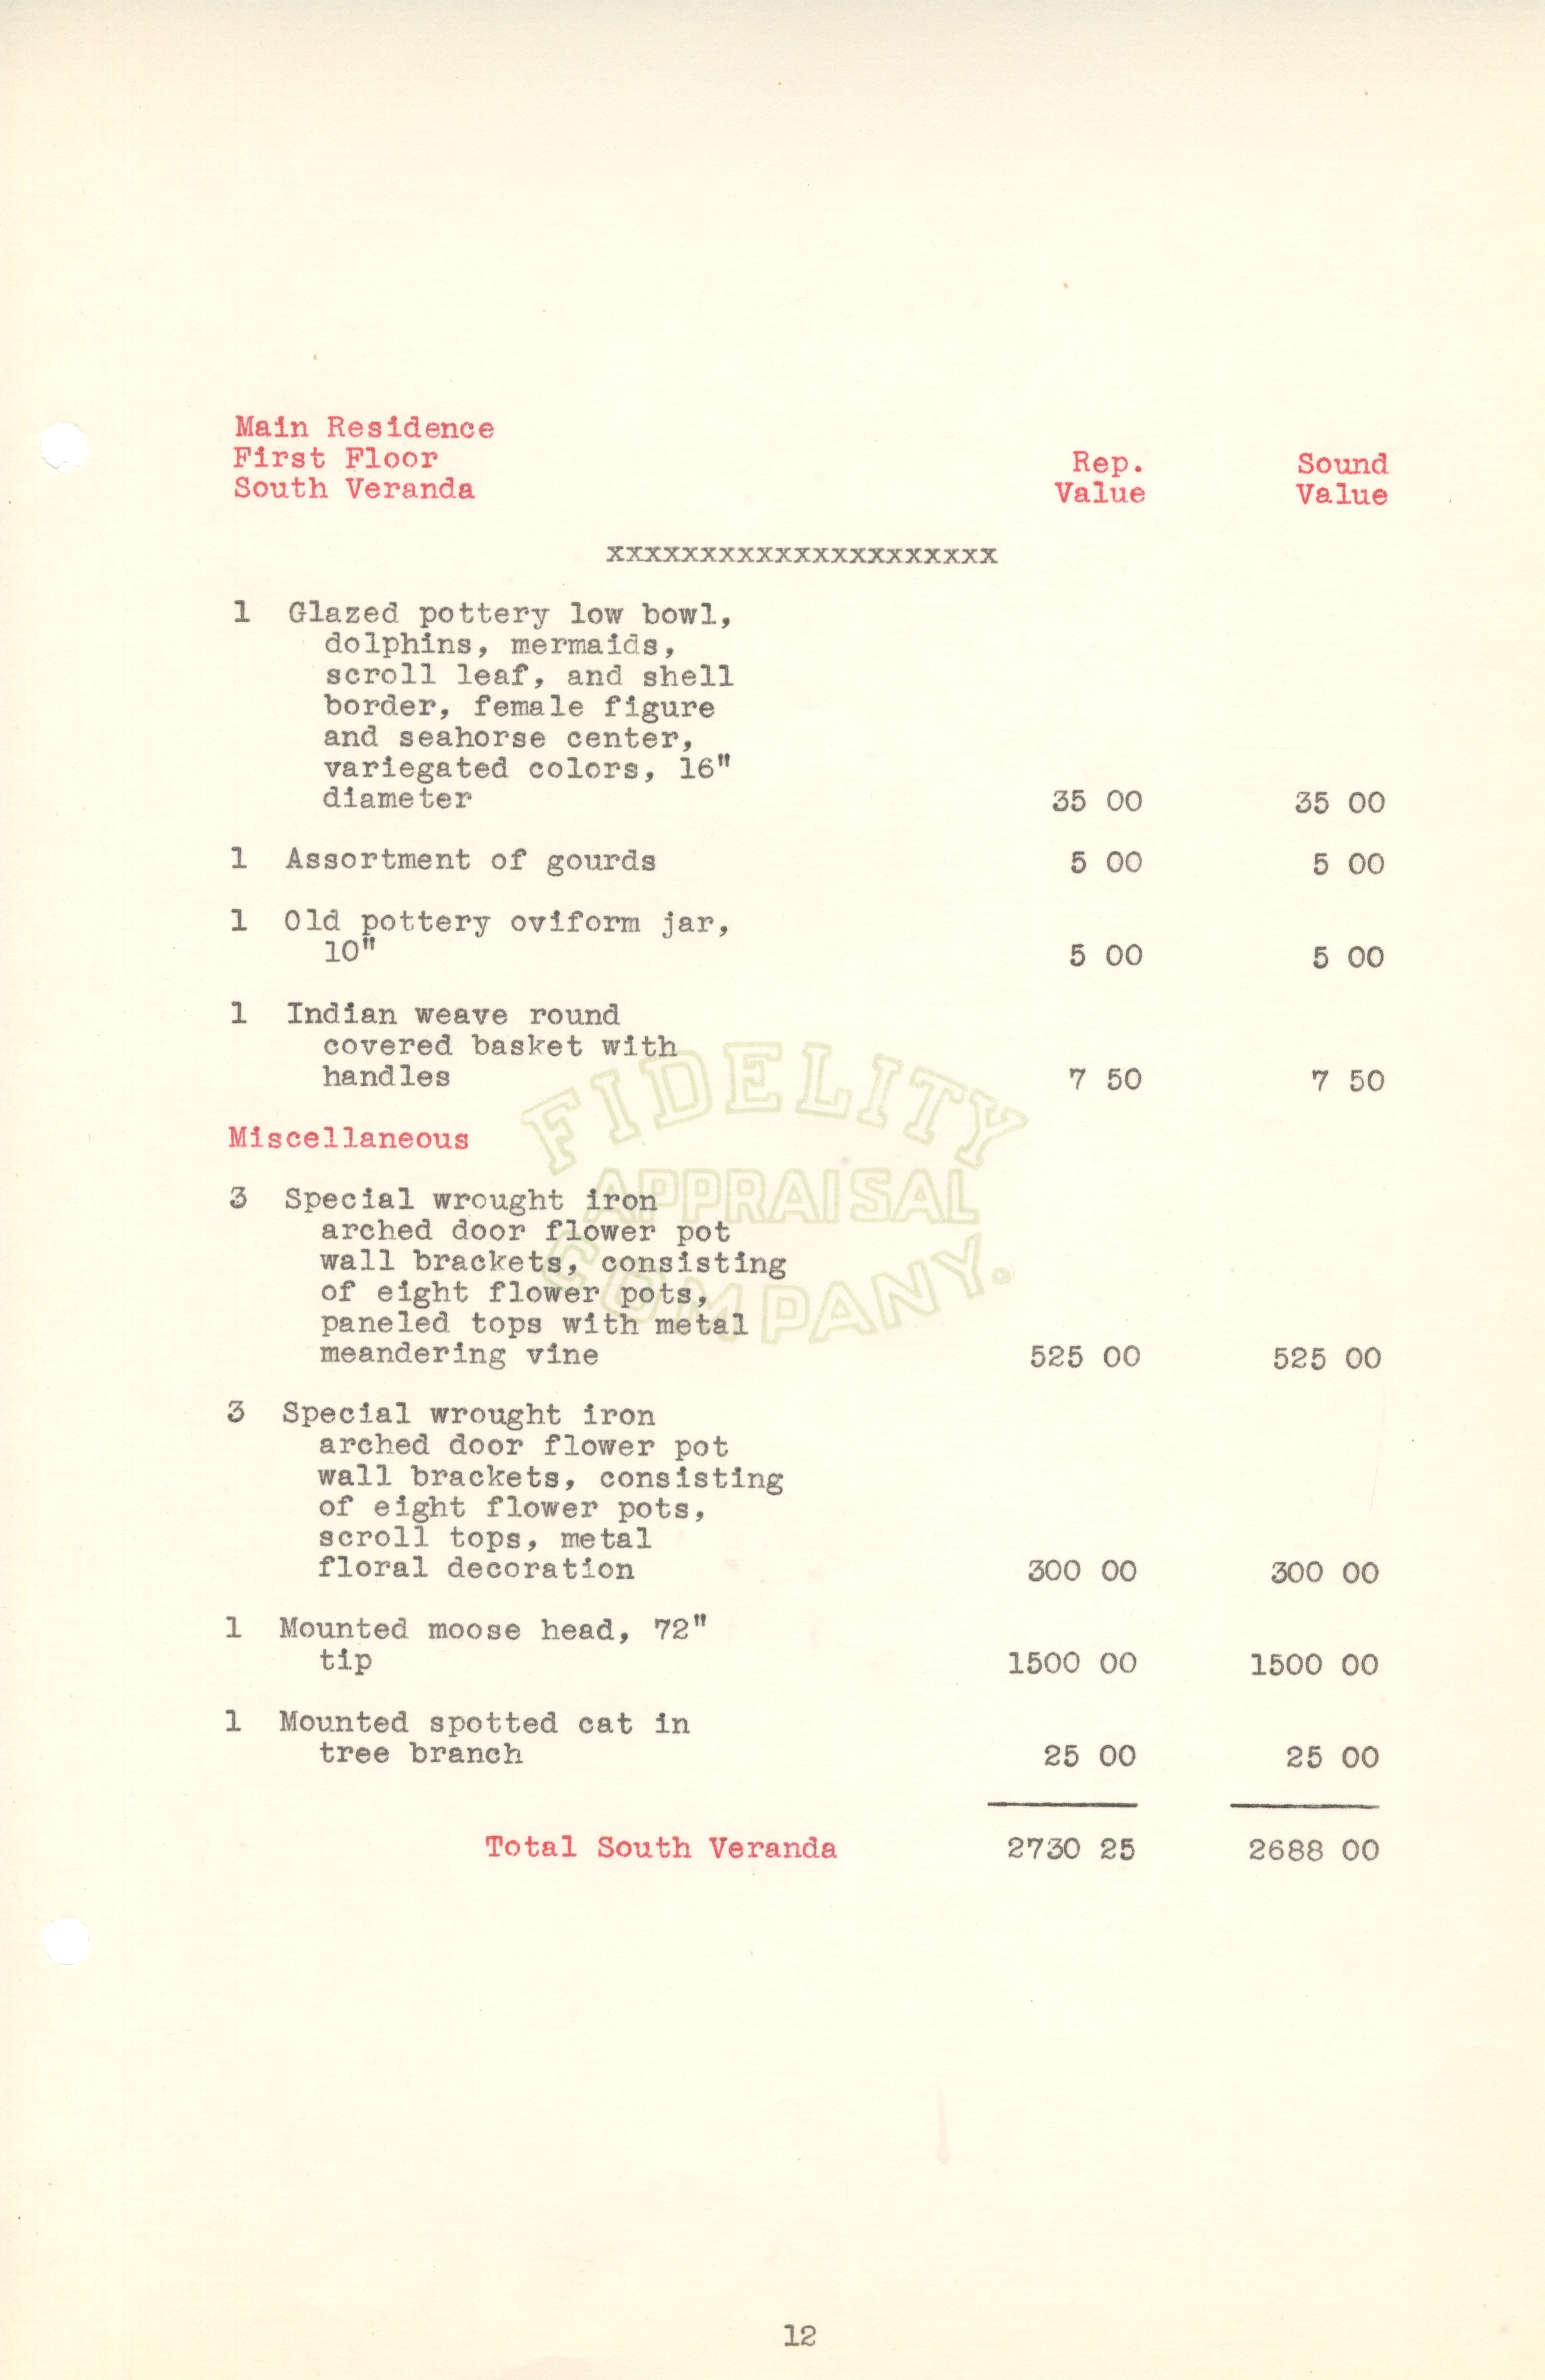 Main Residence
First Floor
South Veranda
Rep. Value
Sound Value
xxxxxxxxxxxxxxxxxxxxx
1 Glazed pottery low bowl,
dolphins, mermaids,
scroll leaf, and shell
border, female figure
and seahorse center,
variegated colors, 16"
diameter 35 00 35 00
1 Assortment of gourds 5 00 5 00
1 Old pottery oviform jar,
10" 5 00 5 00
1 Indian weave round
covered basket with
handles 7 50 7 50
FIDELITY
APPRAISAL
COMPANY.
Miscellaneous
3 Special wrought iron
arched door flower pot
wall brackets, consisting
of eight flower pots,
paneled tops with metal
meandering vine 525 00 525 00
3 Special wrought iron
arched door flower pot
wall brackets, consisting
of eight flower pots,
scroll tops, metal
floral decoration 300 00 300 00
1 Mounted moose head, 72"
tip 1500 00 1500 00
1 Mounted spotted cat in
tree branch 25 00 25 00
Total South Veranda 2730 25 2688 00
12